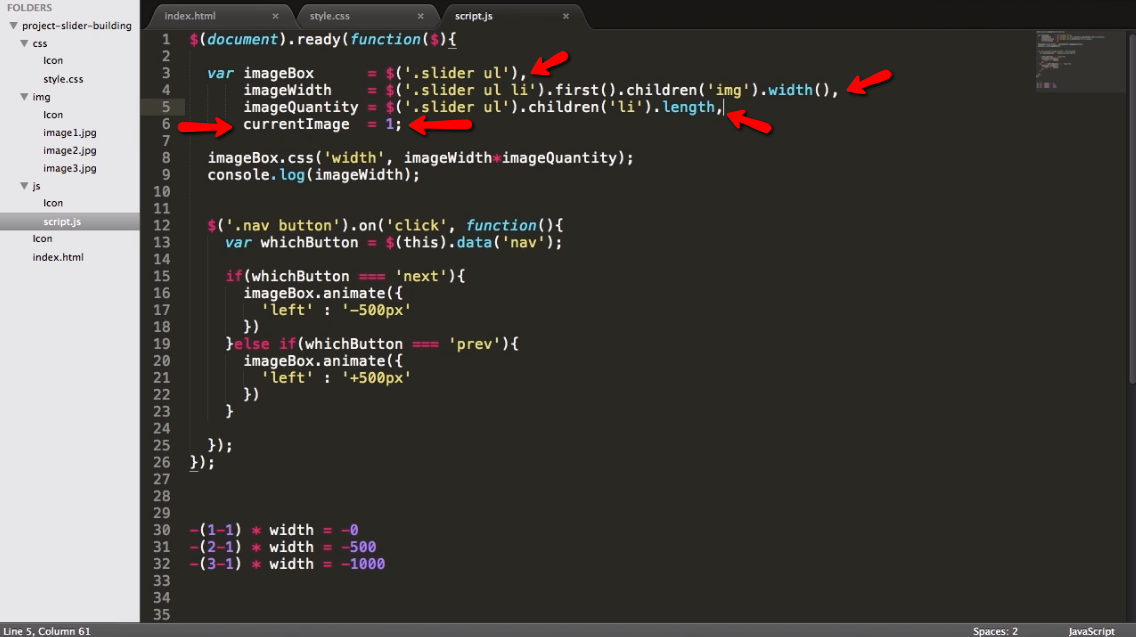 FOLDERS
project-slider-building
css
Icon
style.css
img
Icon
image1.jpg
image2.jpg
image3.jpg
js
Icon
script.js
Icon
index.html
index.html × style.css × script.js ×
1 $(document).ready(function($){
2
3 var imageBox = $('.slider ul'),
4 imageWidth = $('.slider ul li').first().children('img').width(),
5 imageQuantity = $('.slider ul').children('li').length,
6 currentImage = 1;
7
8 imageBox.css('width', imageWidth*imageQuantity);
9 console.log(imageWidth);
10
11
12 $('.nav button').on('click', function(){
13 var whichButton = $(this).data('nav');
14
15 if(whichButton === 'next'){
16 imageBox.animate({
17 'left' : '-500px'
18 })
19 }else if(whichButton === 'prev'){
20 imageBox.animate({
21 'left' : '+500px'
22 })
23 }
24
25 });
26 });
27
28
29
30 -(1-1) * width = -0
31 -(2-1) * width = -500
32 -(3-1) * width = -1000
33
34
35
Line 5, Column 61 Spaces: 2 JavaScript